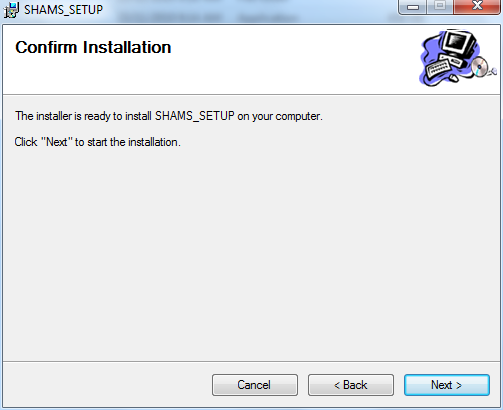 SHAMS_SETUP
Confirm Installation
The installer is ready to install SHAMS_SETUP on your computer.
Click "Next" to start the installation.
Cancel
< Back
Next >